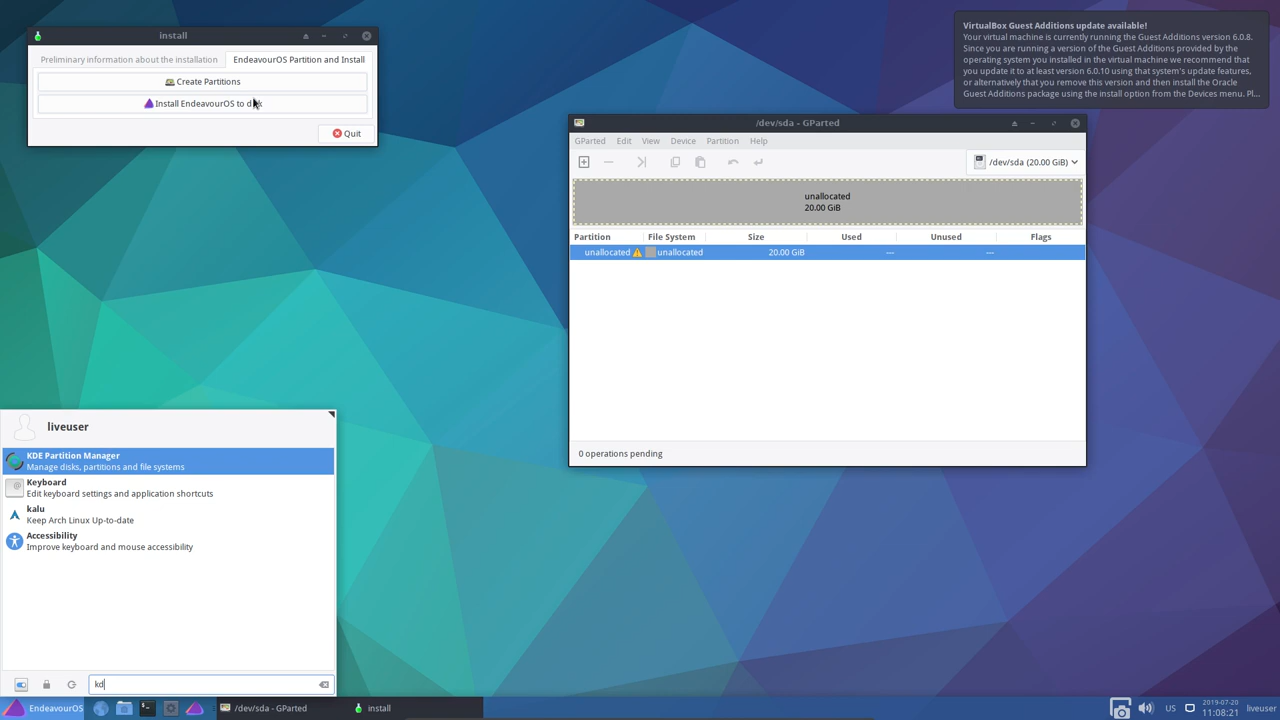 install
Preliminary information about the installation
EndeavourOS Partition and Install
Create Partitions
Install EndeavourOS to disk
Quit
VirtualBox Guest Additions update available!
Your virtual machine is currently running the Guest Additions version 6.0.8.
Since you are running a version of the Guest Additions provided by the
operating system you installed in the virtual machine we recommend that
you update it to at least version 6.0.10 using that system's update features,
or alternatively that you remove this version and then install the Oracle
Guest Additions package using the install option from the Devices menu. Pl...
/dev/sda - GParted
GParted Edit View Device Partition Help
/dev/sda (20.00 GiB)
unallocated
20.00 GiB
Partition File System Size Used Unused Flags
unallocated unallocated 20.00 GiB --- ---
0 operations pending
liveuser
KDE Partition Manager
Manage disks, partitions and file systems
Keyboard
Edit keyboard settings and application shortcuts
kalu
Keep Arch Linux Up-to-date
Accessibility
Improve keyboard and mouse accessibility
kd
EndeavourOS
/dev/sda - GParted
install
US
2019-07-20
11:08:21
liveuser